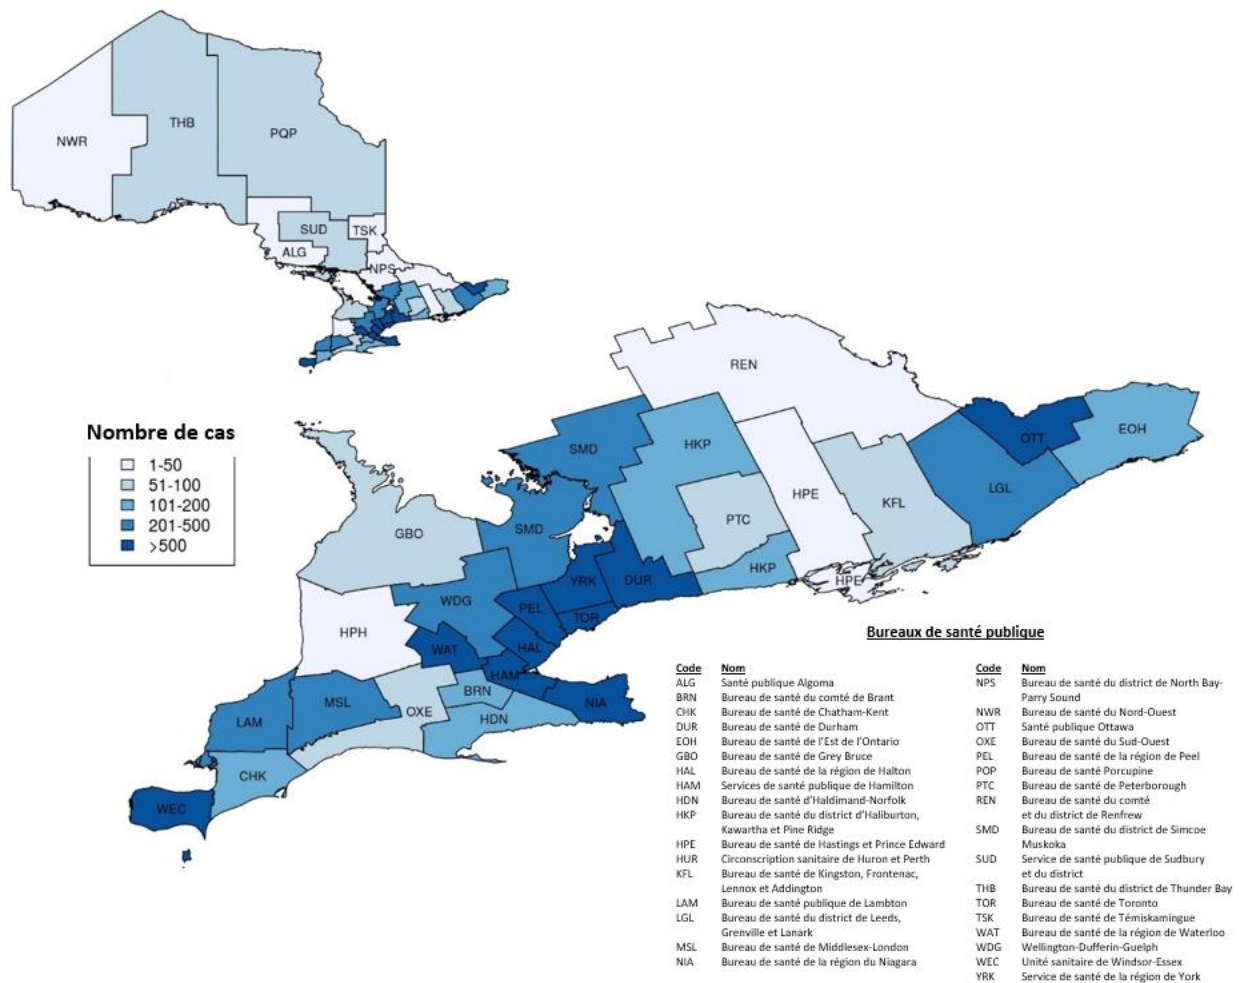 THB
PQP
NWR
SUD
TSK
ALG
NPS
REN
Nombre de cas
1-50
51-100
101-200
201-500
>500
SMD
HKP
OTT
EOH
HPE
KFL
LGL
PTC
GBO
SMD
YRK
DUR
HKP
HPE
WDG
PEL
TOR
HPH
WAT
HAL
HAM
BRN
NIA
MSL
OXE
HDN
LAM
CHK
WEC
Bureaux de santé publique
Code Nom
ALG Santé publique Algoma
BRN Bureau de santé du comté de Brant
CHK Bureau de santé de Chatham-Kent
DUR Bureau de santé de Durham
EOH Bureau de santé de l'Est de l'Ontario
GBO Bureau de santé de Grey Bruce
HAL Bureau de santé de la région de Halton
HAM Services de santé publique de Hamilton
HDN Bureau de santé d'Haldimand-Norfolk
HKP Bureau de santé du district d'Haliburton,
Kawartha et Pine Ridge
HPE Bureau de santé de Hastings et Prince Edward
HUR Circonscription sanitaire de Huron et Perth
KFL Bureau de santé de Kingston, Frontenac,
Lennox et Addington
LAM Bureau de santé publique de Lambton
LGL Bureau de santé du district de Leeds,
Grenville et Lanark
MSL Bureau de santé de Middlesex-London
NIA Bureau de santé de la région du Niagara
Code Nom
NPS Bureau de santé du district de North Bay-
Parry Sound
NWR Bureau de santé du Nord-Ouest
OTT Santé publique Ottawa
OXE Bureau de santé du Sud-Ouest
PEL Bureau de santé de la région de Peel
POP Bureau de santé Porcupine
PTC Bureau de santé de Peterborough
REN Bureau de santé du comté
et du district de Renfrew
SMD Bureau de santé du district de Simcoe
Muskoka
SUD Service de santé publique de Sudbury
et du district
THB Bureau de santé du district de Thunder Bay
TOR Bureau de santé de Toronto
TSK Bureau de santé de Témiskamingue
WAT Bureau de santé de la région de Waterloo
WDG Wellington-Dufferin-Guelph
WEC Unité sanitaire de Windsor-Essex
YRK Service de santé de la région de York